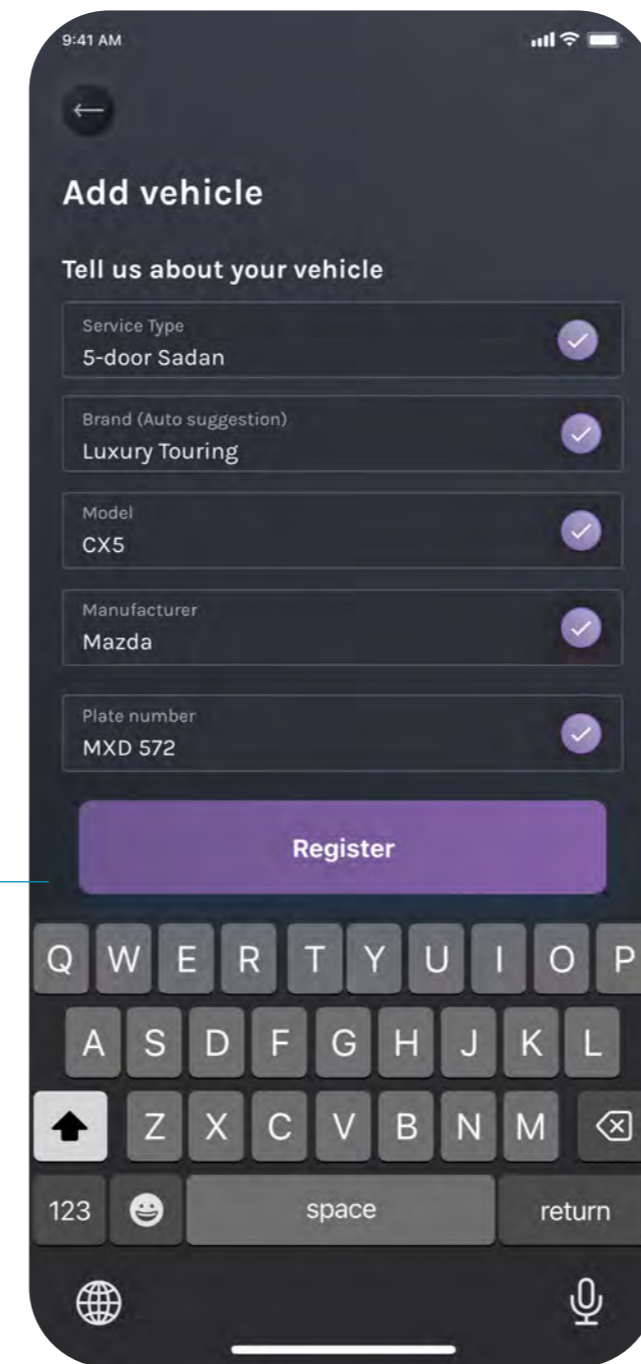 9:41 AM
Add vehicle
Tell us about your vehicle
Service Type
5-door Sadan
Brand (Auto suggestion)
Luxury Touring
Model
CX5
Manufacturer
Mazda
Plate number
MXD 572
Register
Q W E R T Y U I O P
A S D F G H J K L
Z X C V B N M
123 space return